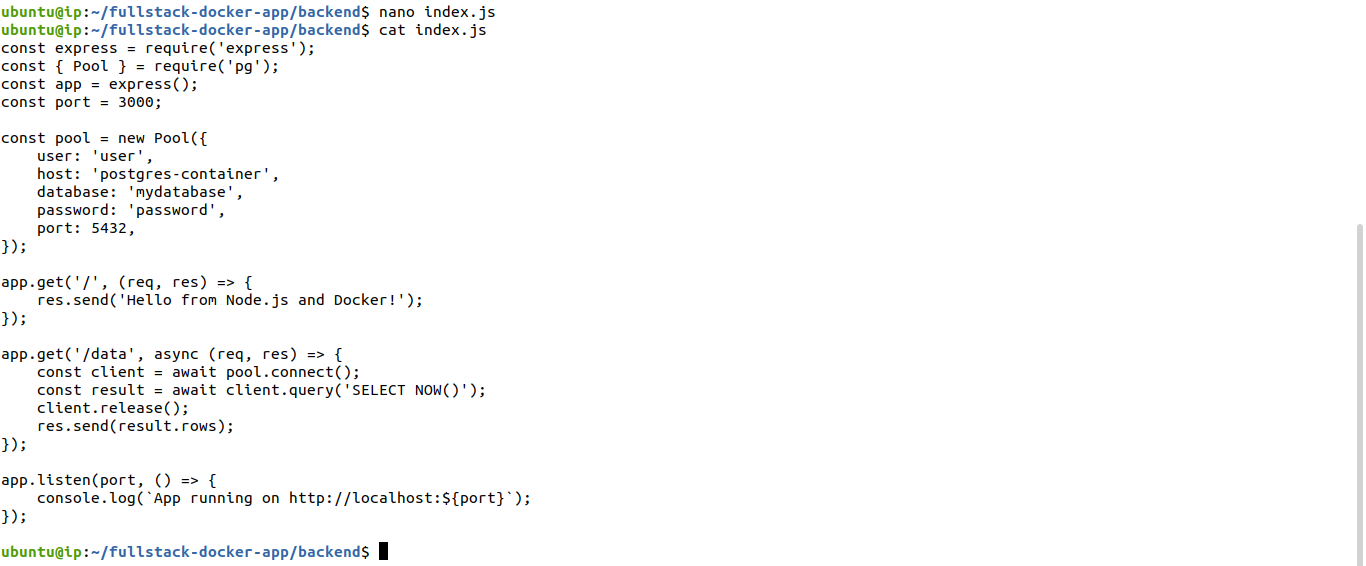 ubuntu@ip:~/fullstack-docker-app/backend$ nano index.js
ubuntu@ip:~/fullstack-docker-app/backend$ cat index.js
const express = require('express');
const { Pool } = require('pg');
const app = express();
const port = 3000;

const pool = new Pool({
    user: 'user',
    host: 'postgres-container',
    database: 'mydatabase',
    password: 'password',
    port: 5432,
});

app.get('/', (req, res) => {
    res.send('Hello from Node.js and Docker!');
});

app.get('/data', async (req, res) => {
    const client = await pool.connect();
    const result = await client.query('SELECT NOW()');
    client.release();
    res.send(result.rows);
});

app.listen(port, () => {
    console.log(`App running on http://localhost:${port}`);
});

ubuntu@ip:~/fullstack-docker-app/backend$